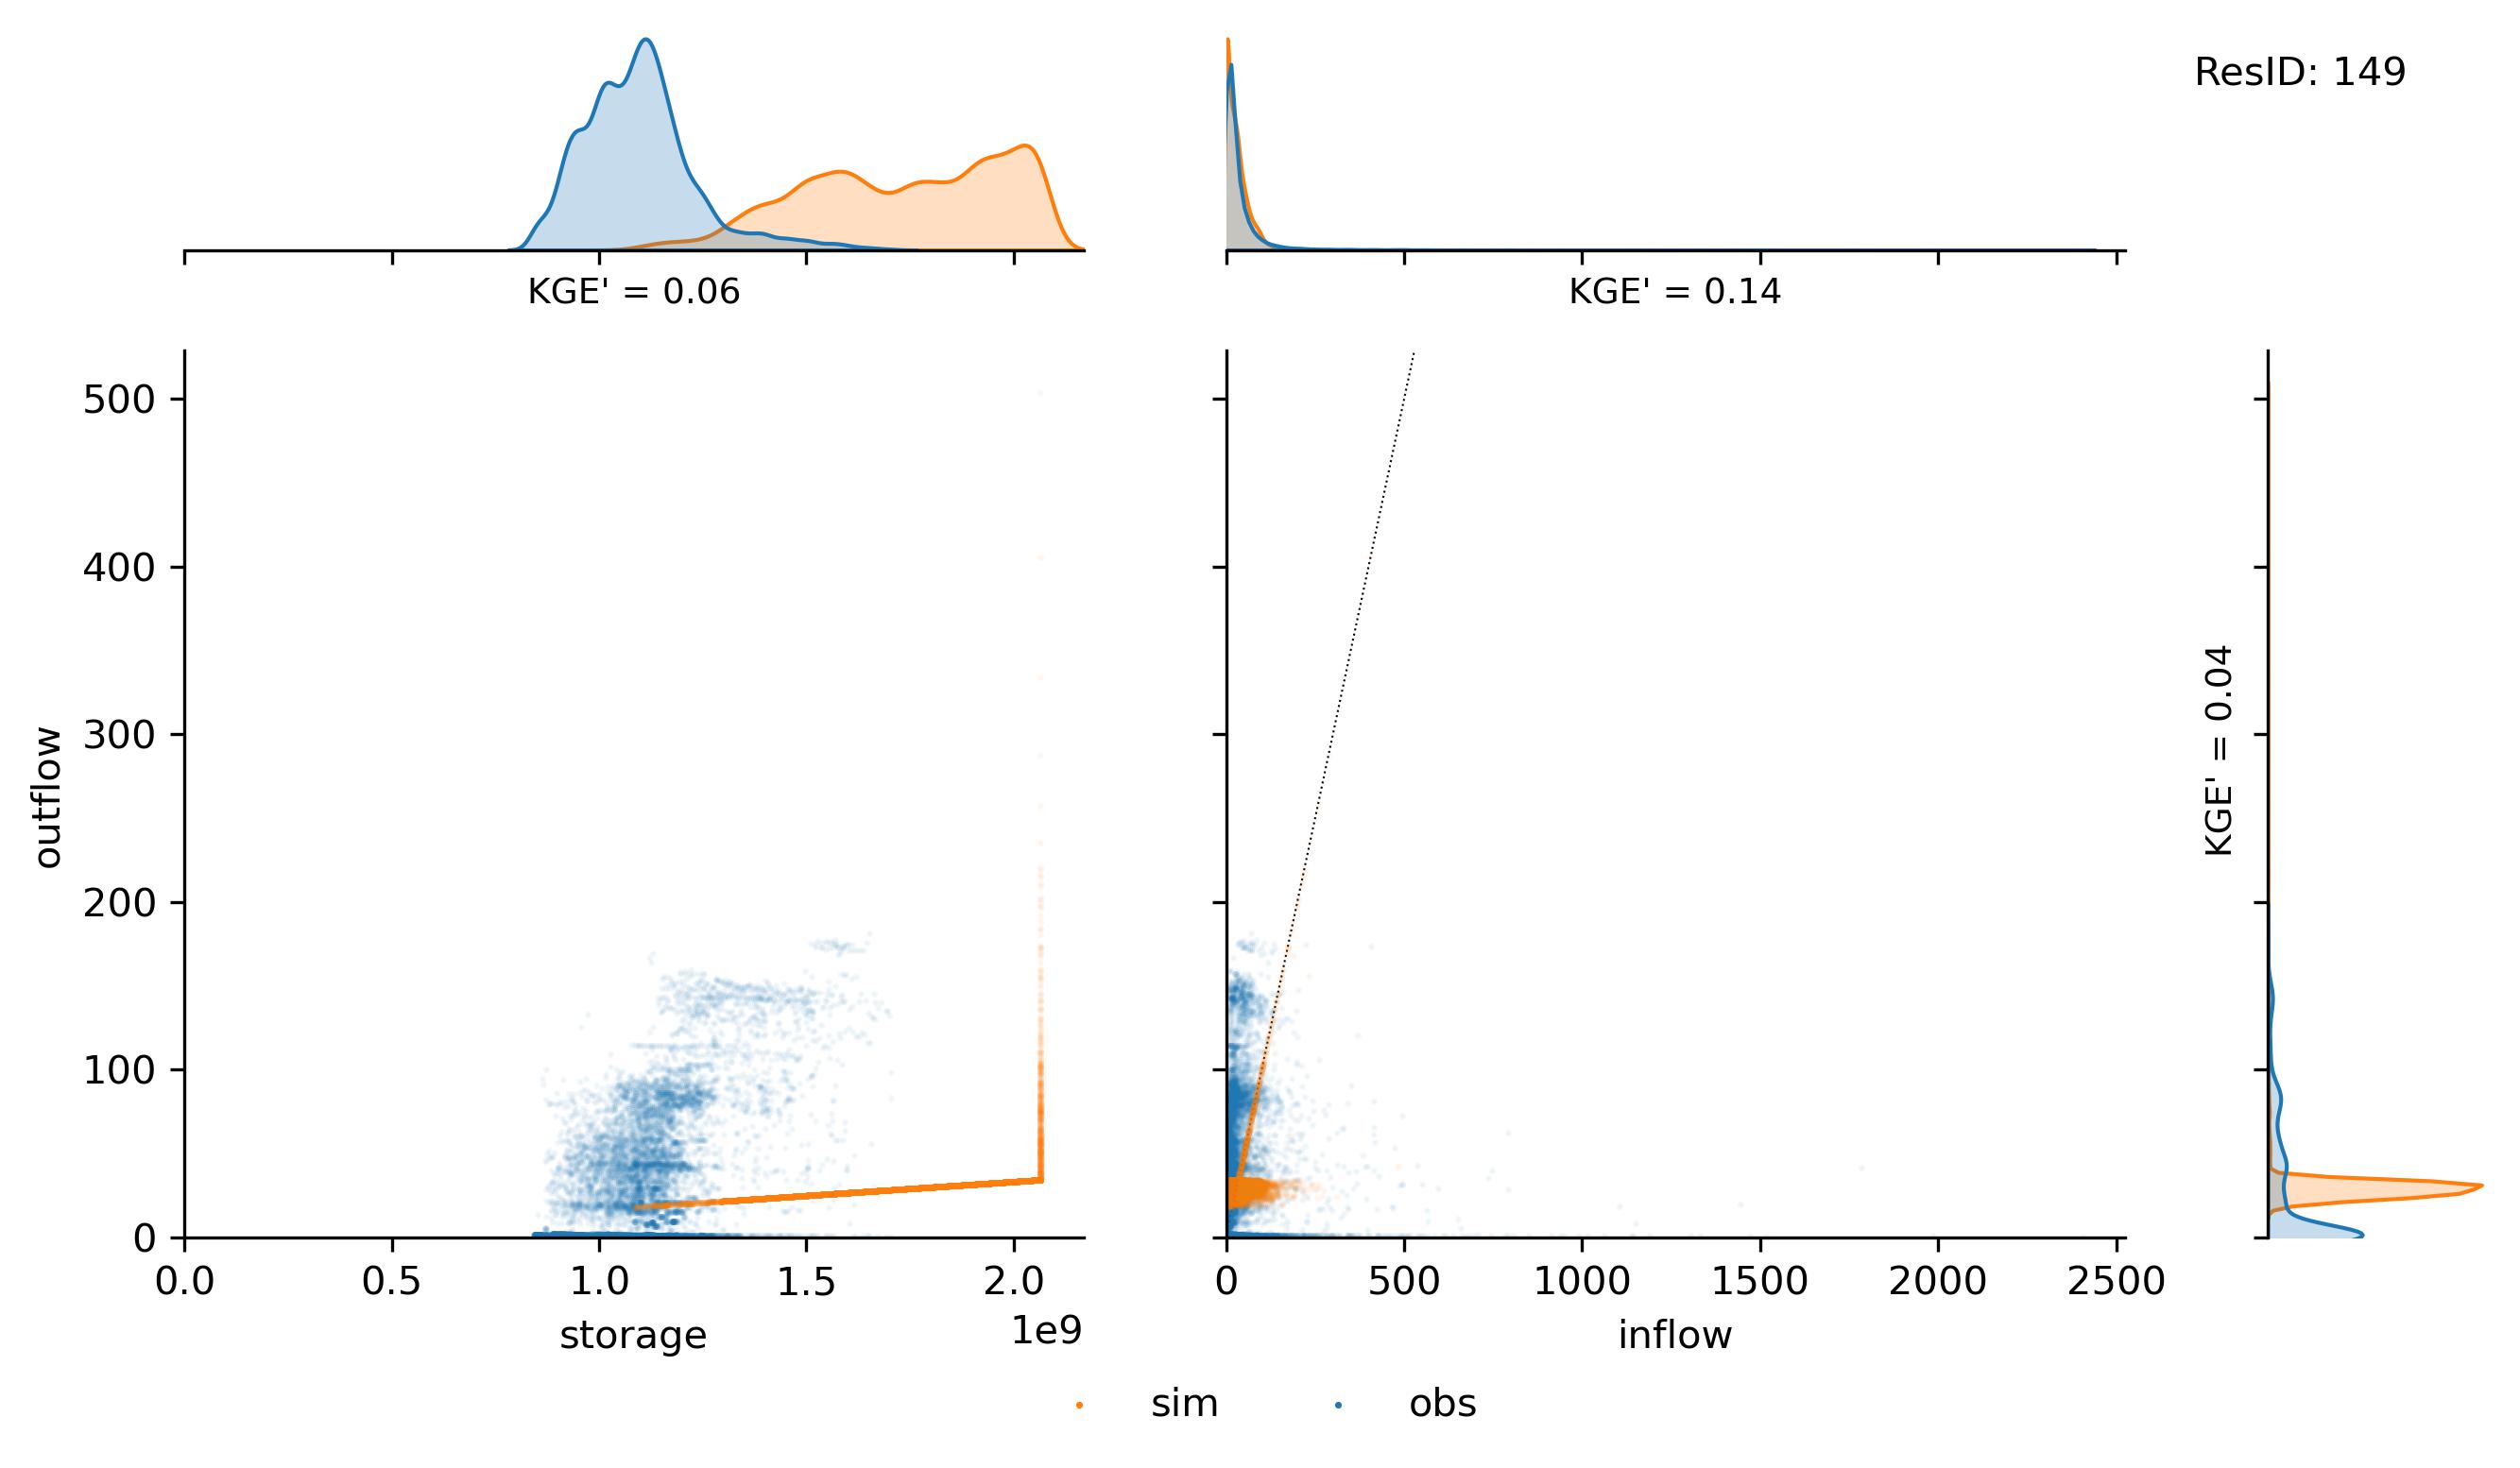 ResID: 149
KGE' = 0.06
KGE' = 0.14
500
400
300
200
100
0
outflow
KGE' = 0.04
0.0 0.5 1.0 1.5 2.0
1e9
storage
0 500 1000 1500 2000 2500
inflow
sim obs